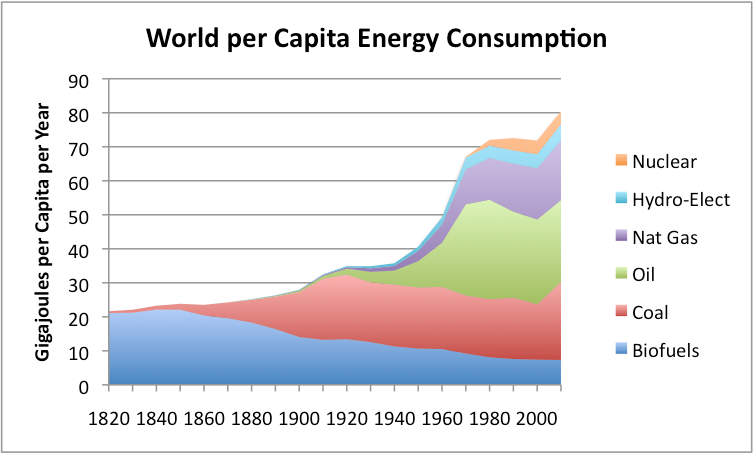 World per Capita Energy Consumption
Gigajoules per Capita per Year
90
80
70
60
50
40
30
20
10
0
1820 1840 1860 1880 1900 1920 1940 1960 1980 2000
Nuclear
Hydro-Elect
Nat Gas
Oil
Coal
Biofuels